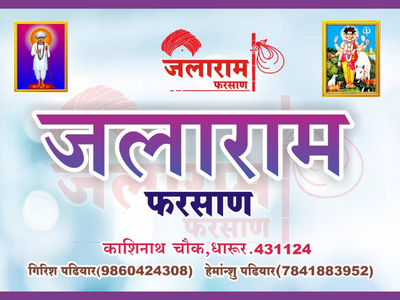 जलाराम
फरसाण
जलाराम
फरसाण
काशिनाथ चौक,धारूर.431124
गिरिश पढियार(9860424308) हेमांन्शु पढियार(7841883952)